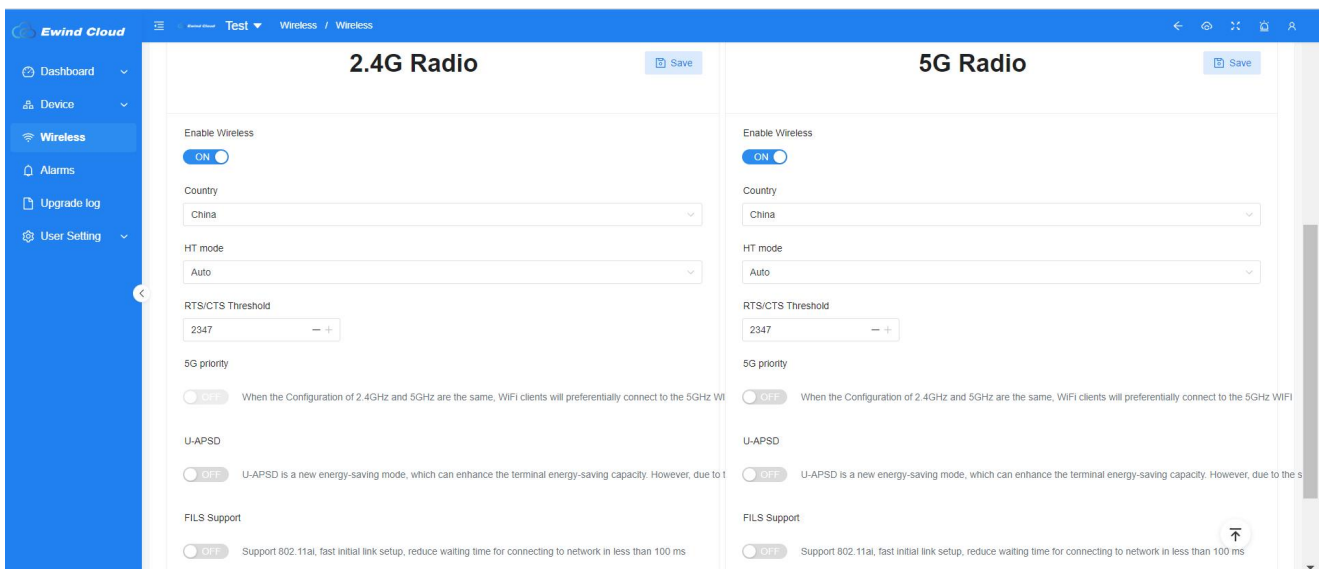 Ewind Cloud
Ewind Cloud Test Wireless / Wireless
Dashboard
Device
Wireless
Alarms
Upgrade log
User Setting
2.4G Radio
Save
Enable Wireless
ON
Country
China
HT mode
Auto
RTS/CTS Threshold
2347
5G priority
OFF When the Configuration of 2.4GHz and 5GHz are the same, WiFi clients will preferentially connect to the 5GHz WI
U-APSD
OFF U-APSD is a new energy-saving mode, which can enhance the terminal energy-saving capacity. However, due to t
FILS Support
OFF Support 802.11ai, fast initial link setup, reduce waiting time for connecting to network in less than 100 ms
5G Radio
Save
Enable Wireless
ON
Country
China
HT mode
Auto
RTS/CTS Threshold
2347
5G priority
OFF When the Configuration of 2.4GHz and 5GHz are the same, WiFi clients will preferentially connect to the 5GHz WIFI
U-APSD
OFF U-APSD is a new energy-saving mode, which can enhance the terminal energy-saving capacity. However, due to the s
FILS Support
OFF Support 802.11ai, fast initial link setup, reduce waiting time for connecting to network in less than 100 ms